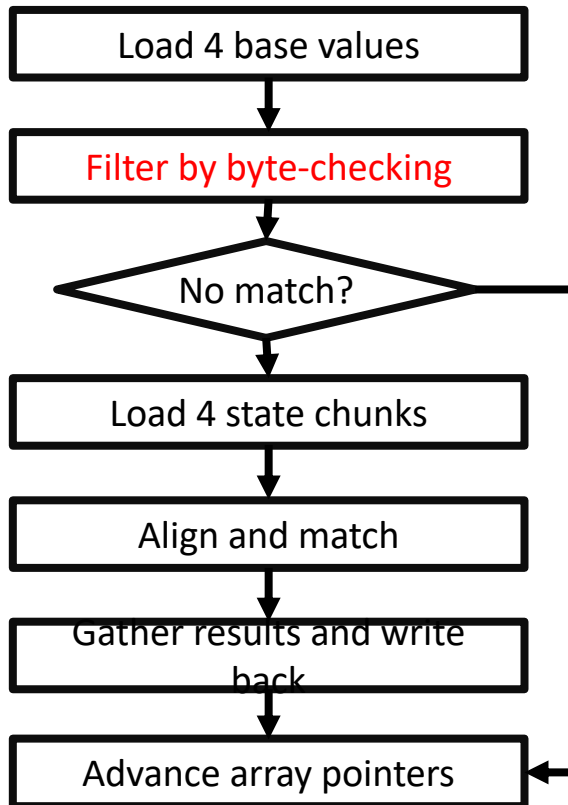 Load 4 base values
Filter by byte-checking
No match?
Load 4 state chunks
Align and match
Gather results and write
back
Advance array pointers